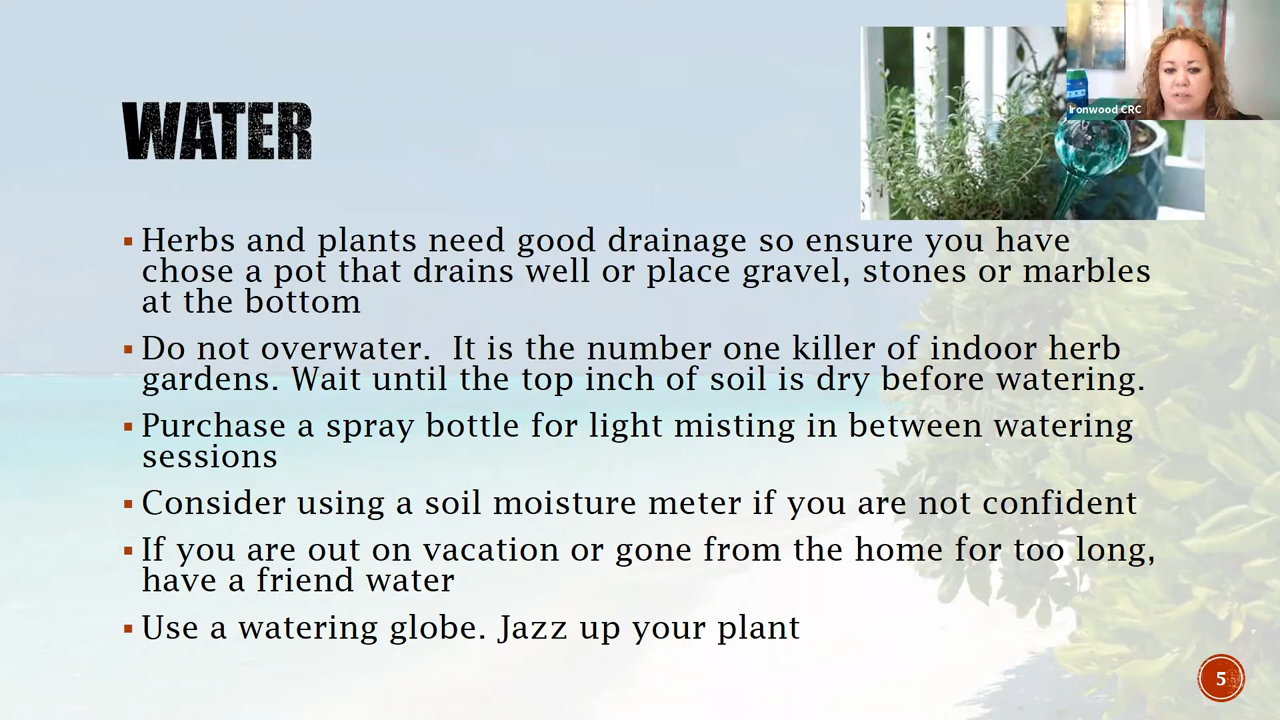 Ironwood CRC
WATER
▪ Herbs and plants need good drainage so ensure you have
chose a pot that drains well or place gravel, stones or marbles
at the bottom
▪ Do not overwater.  It is the number one killer of indoor herb
gardens. Wait until the top inch of soil is dry before watering.
▪ Purchase a spray bottle for light misting in between watering
sessions
▪ Consider using a soil moisture meter if you are not confident
▪ If you are out on vacation or gone from the home for too long,
have a friend water
▪ Use a watering globe. Jazz up your plant
5